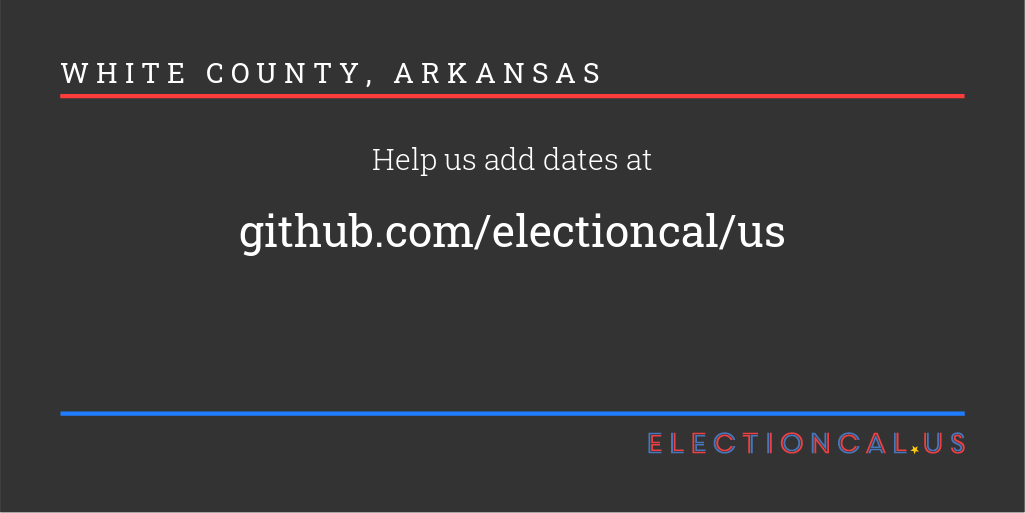 WHITE COUNTY, ARKANSAS
Help us add dates at
github.com/electioncal/us
ELECTIONCAL.US